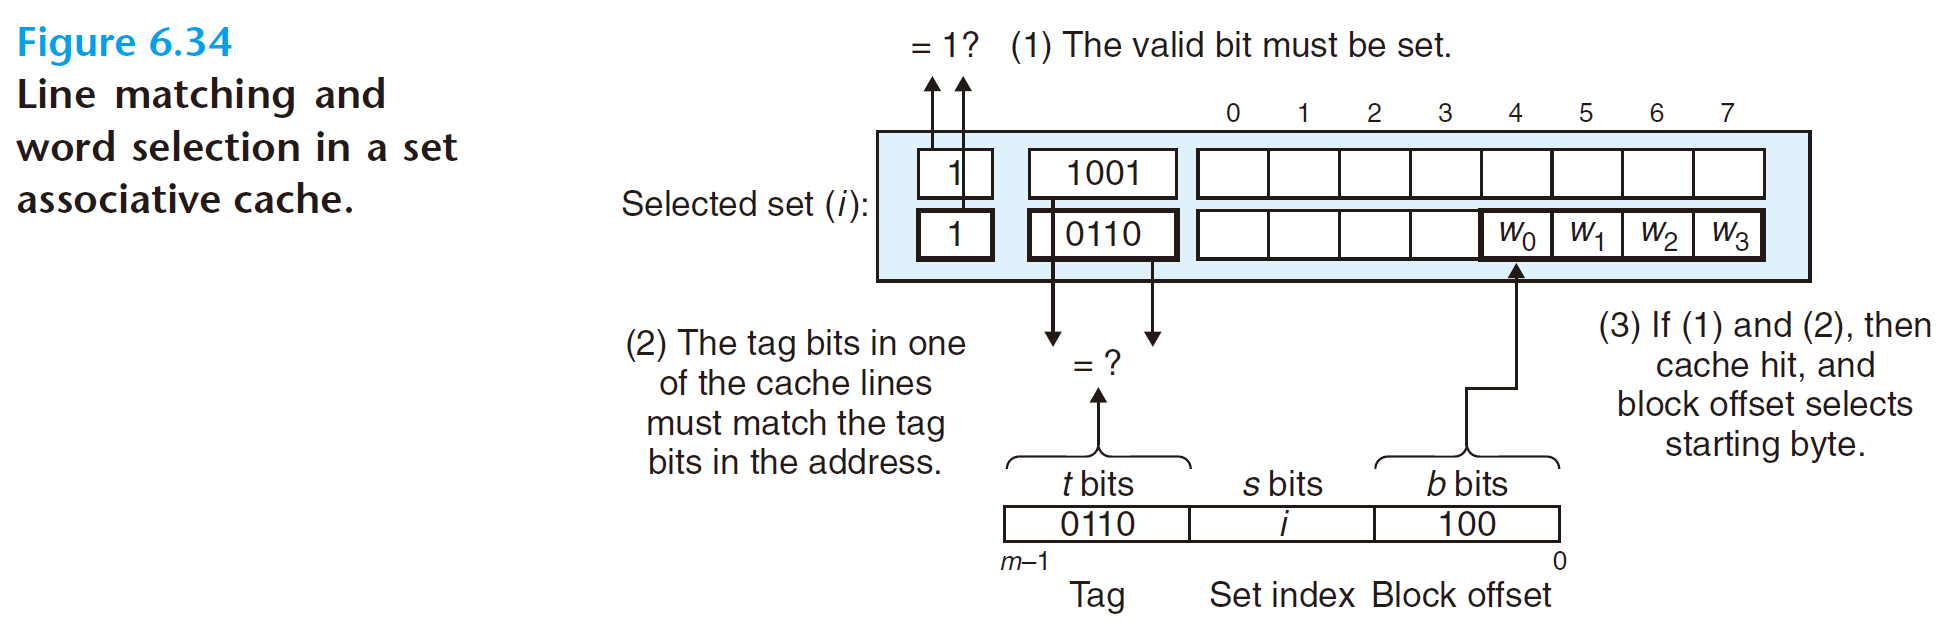 Figure 6.34
Line matching and
word selection in a set
associative cache.
= 1? (1) The valid bit must be set.
0 1 2 3 4 5 6 7
Selected set (i):
1 1001
1 0110 w0 w1 w2 w3
(2) The tag bits in one
of the cache lines
must match the tag
bits in the address.
= ?
(3) If (1) and (2), then
cache hit, and
block offset selects
starting byte.
t bits s bits b bits
0110 i 100
m–1 0
Tag Set index Block offset